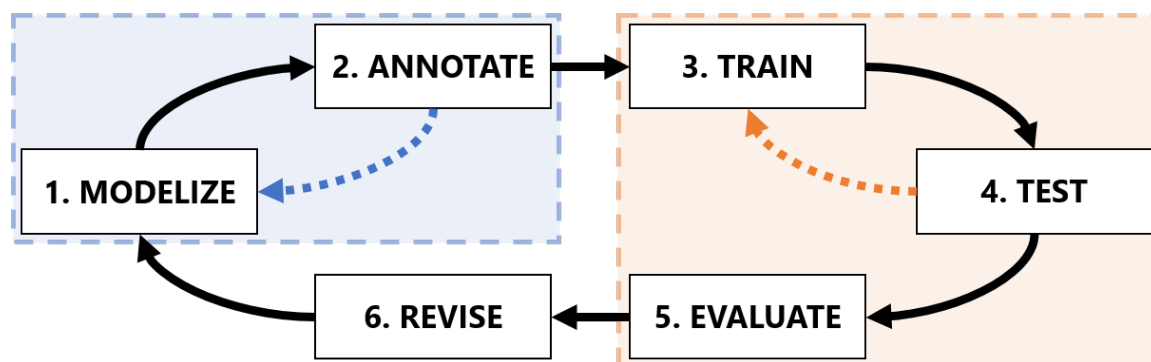 1. MODELIZE
2. ANNOTATE
3. TRAIN
4. TEST
5. EVALUATE
6. REVISE